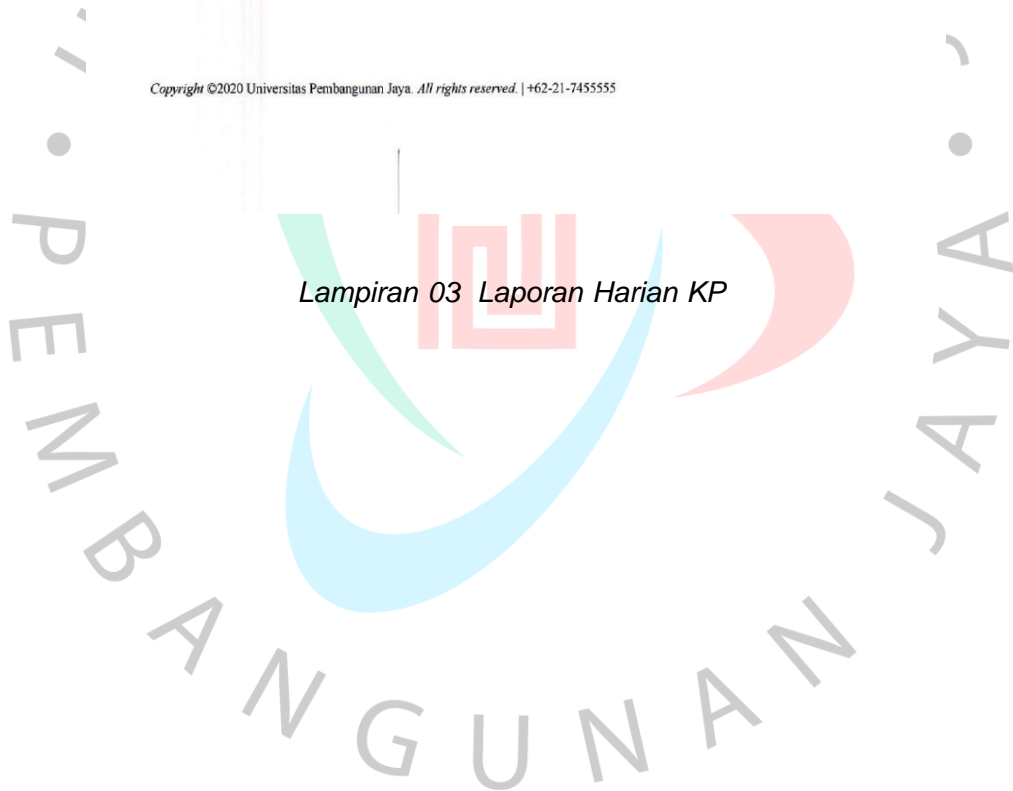 Copyright ©2020 Universitas Pembangunan Jaya. All rights reserved. | +62-21-7455555
Lampiran 03 Laporan Harian KP
PEMBANGUNAN JAYA